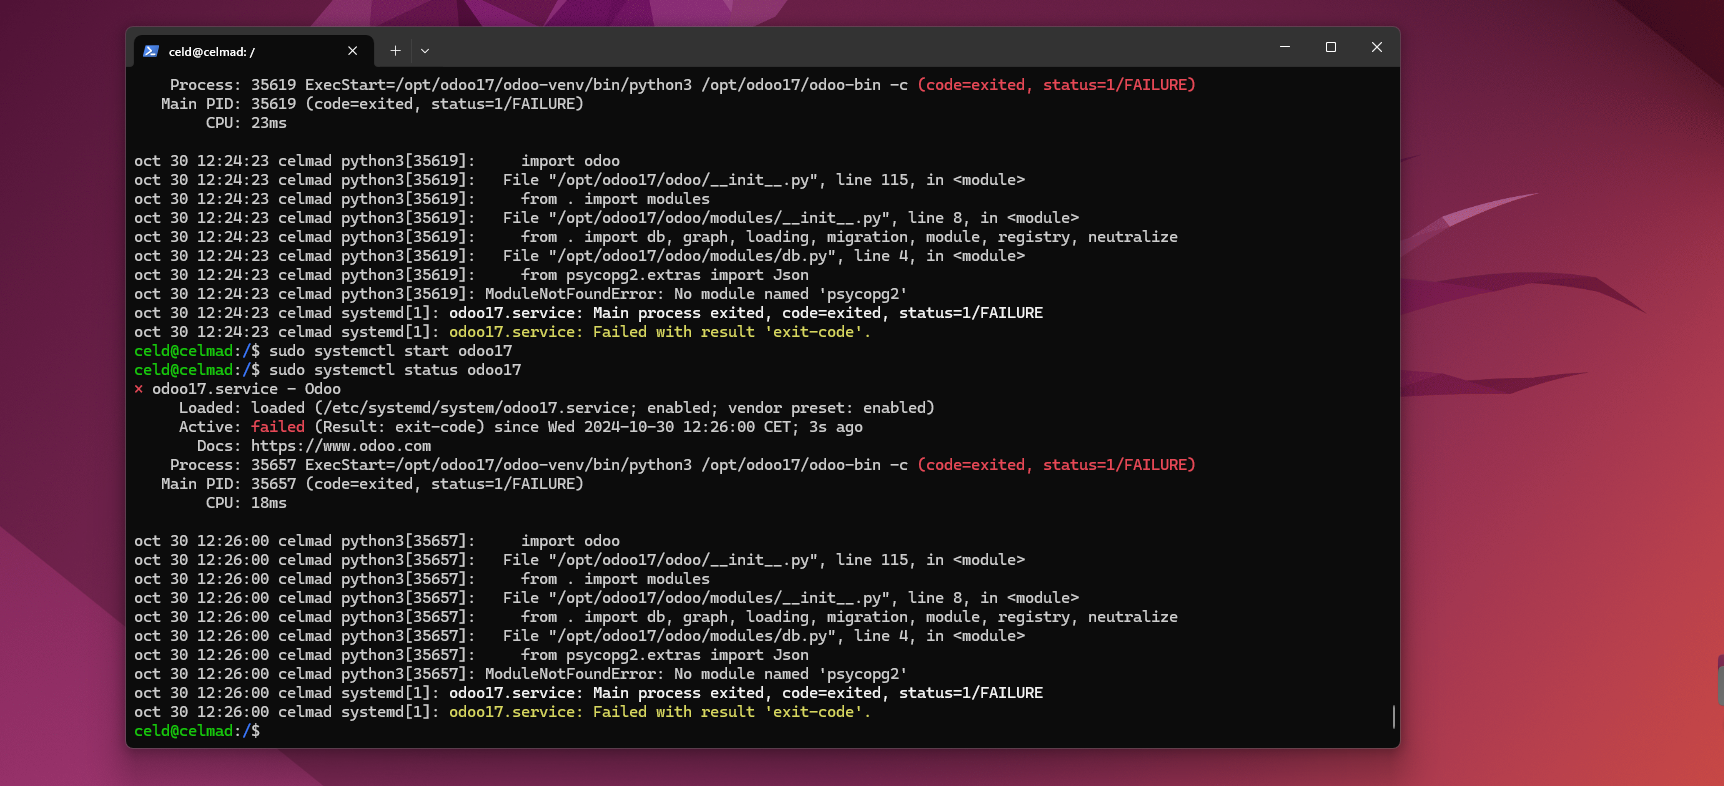 celd@celmad: /
Process: 35619 ExecStart=/opt/odoo17/odoo-venv/bin/python3 /opt/odoo17/odoo-bin -c (code=exited, status=1/FAILURE)
Main PID: 35619 (code=exited, status=1/FAILURE)
CPU: 23ms
oct 30 12:24:23 celmad python3[35619]:     import odoo
oct 30 12:24:23 celmad python3[35619]:   File "/opt/odoo17/odoo/__init__.py", line 115, in <module>
oct 30 12:24:23 celmad python3[35619]:     from . import modules
oct 30 12:24:23 celmad python3[35619]:   File "/opt/odoo17/odoo/modules/__init__.py", line 8, in <module>
oct 30 12:24:23 celmad python3[35619]:     from . import db, graph, loading, migration, module, registry, neutralize
oct 30 12:24:23 celmad python3[35619]:   File "/opt/odoo17/odoo/modules/db.py", line 4, in <module>
oct 30 12:24:23 celmad python3[35619]:     from psycopg2.extras import Json
oct 30 12:24:23 celmad python3[35619]: ModuleNotFoundError: No module named 'psycopg2'
oct 30 12:24:23 celmad systemd[1]: odoo17.service: Main process exited, code=exited, status=1/FAILURE
oct 30 12:24:23 celmad systemd[1]: odoo17.service: Failed with result 'exit-code'.
celd@celmad:/$ sudo systemctl start odoo17
celd@celmad:/$ sudo systemctl status odoo17
× odoo17.service - Odoo
Loaded: loaded (/etc/systemd/system/odoo17.service; enabled; vendor preset: enabled)
Active: failed (Result: exit-code) since Wed 2024-10-30 12:26:00 CET; 3s ago
Docs: https://www.odoo.com
Process: 35657 ExecStart=/opt/odoo17/odoo-venv/bin/python3 /opt/odoo17/odoo-bin -c (code=exited, status=1/FAILURE)
Main PID: 35657 (code=exited, status=1/FAILURE)
CPU: 18ms
oct 30 12:26:00 celmad python3[35657]:     import odoo
oct 30 12:26:00 celmad python3[35657]:   File "/opt/odoo17/odoo/__init__.py", line 115, in <module>
oct 30 12:26:00 celmad python3[35657]:     from . import modules
oct 30 12:26:00 celmad python3[35657]:   File "/opt/odoo17/odoo/modules/__init__.py", line 8, in <module>
oct 30 12:26:00 celmad python3[35657]:     from . import db, graph, loading, migration, module, registry, neutralize
oct 30 12:26:00 celmad python3[35657]:   File "/opt/odoo17/odoo/modules/db.py", line 4, in <module>
oct 30 12:26:00 celmad python3[35657]:     from psycopg2.extras import Json
oct 30 12:26:00 celmad python3[35657]: ModuleNotFoundError: No module named 'psycopg2'
oct 30 12:26:00 celmad systemd[1]: odoo17.service: Main process exited, code=exited, status=1/FAILURE
oct 30 12:26:00 celmad systemd[1]: odoo17.service: Failed with result 'exit-code'.
celd@celmad:/$